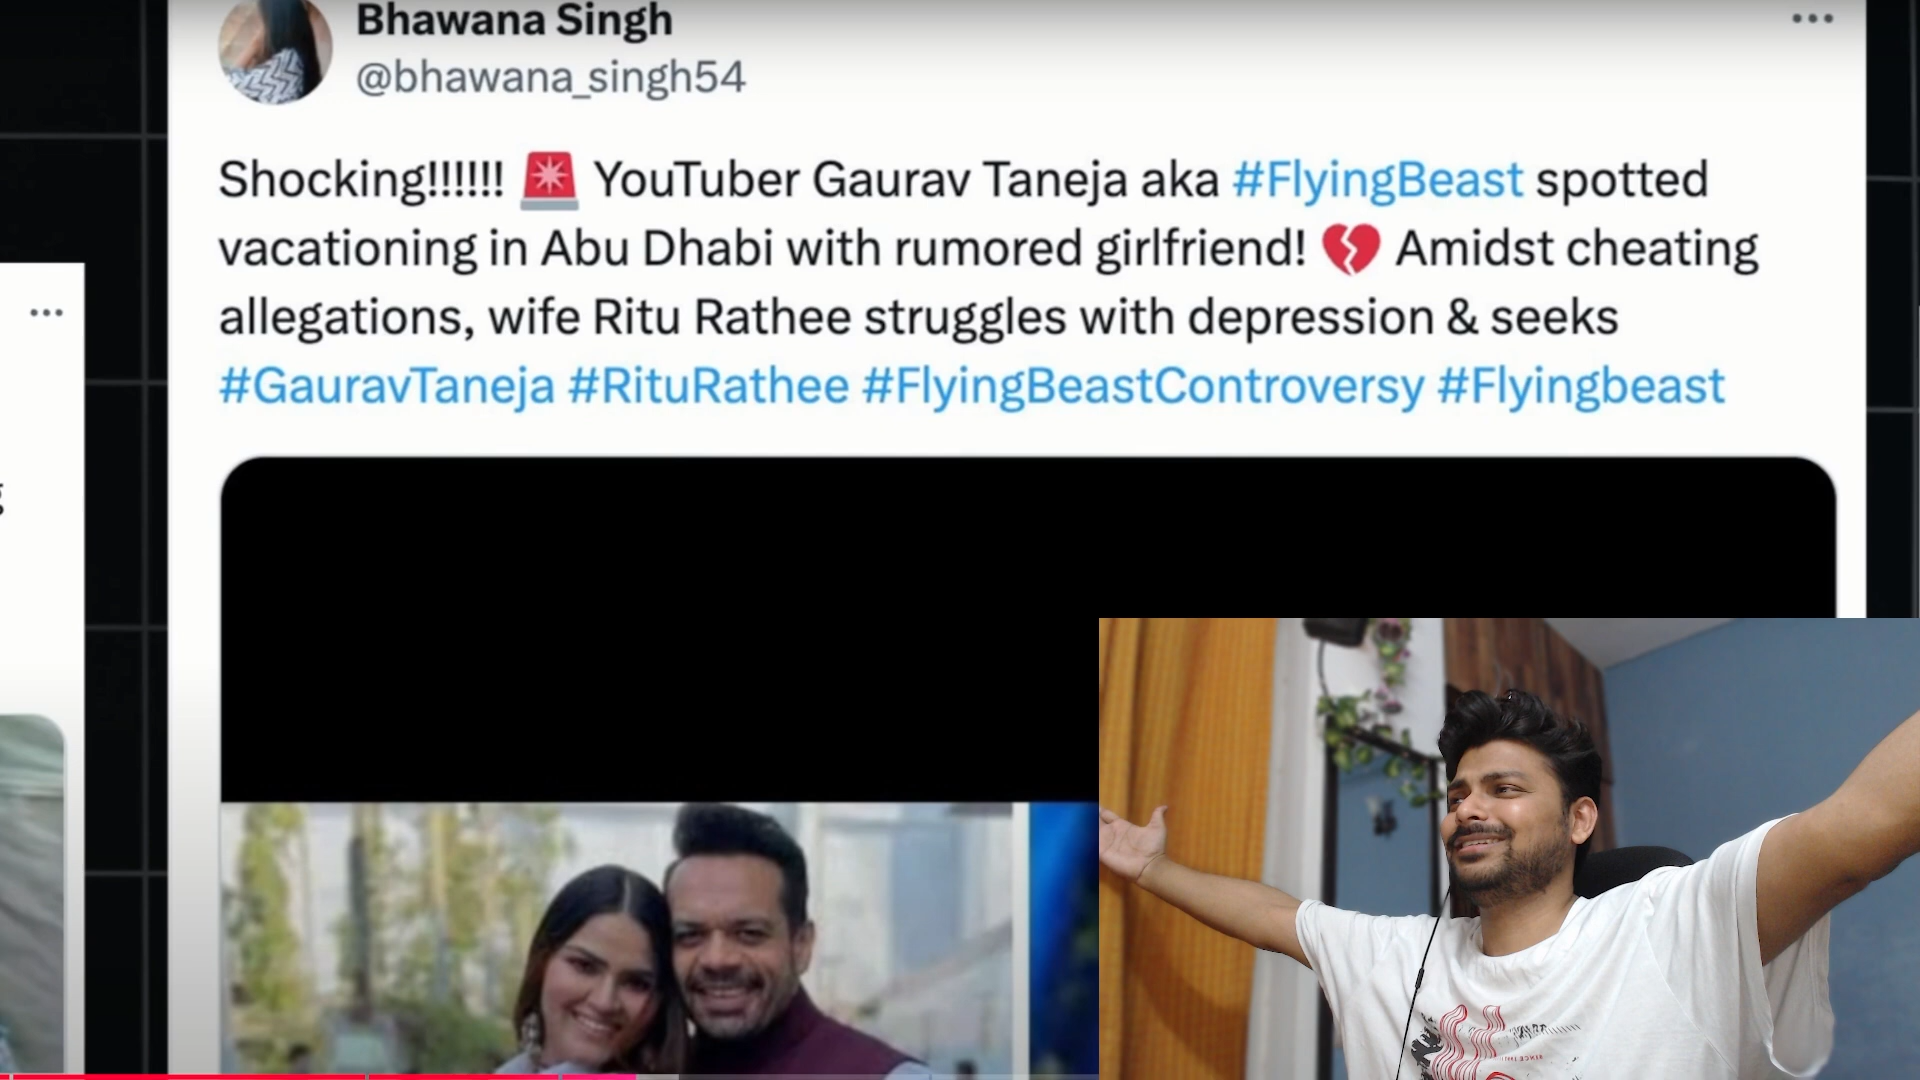 Bhawana Singh
@bhawana_singh54
Shocking!!!!!! 🚨 YouTuber Gaurav Taneja aka #FlyingBeast spotted
vacationing in Abu Dhabi with rumored girlfriend! 💔 Amidst cheating
allegations, wife Ritu Rathee struggles with depression & seeks
#GauravTaneja #RituRathee #FlyingBeastControversy #Flyingbeast